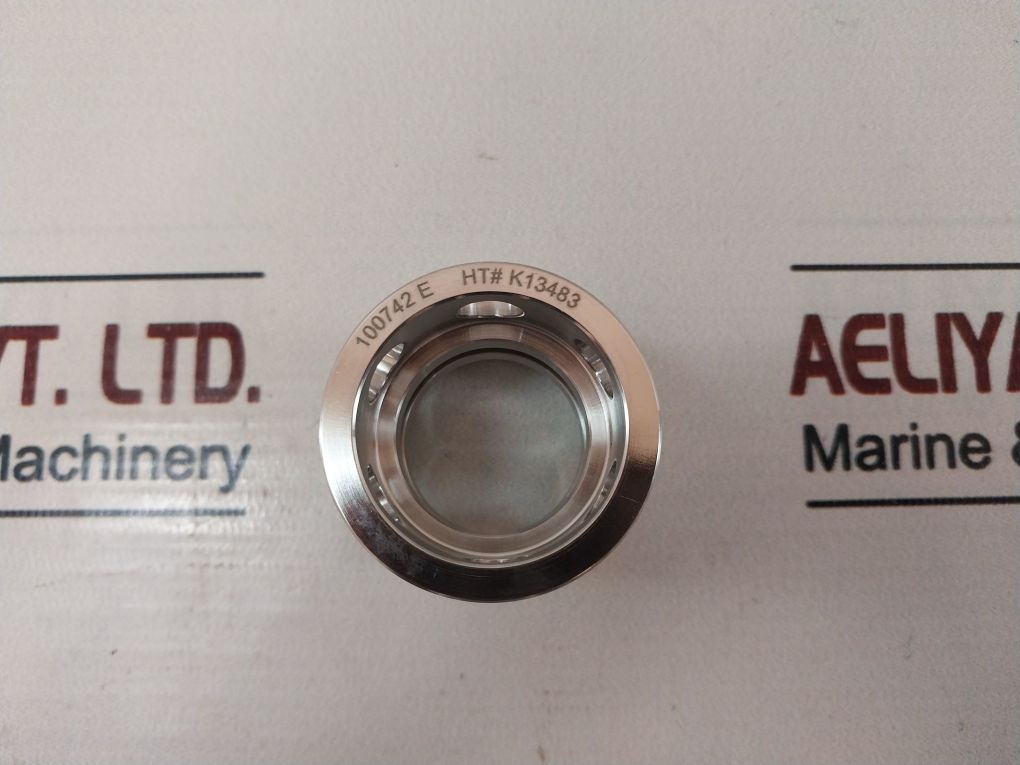 100742 E HT# K13483
VT. LTD.
Machinery
AELIYA
Marine &